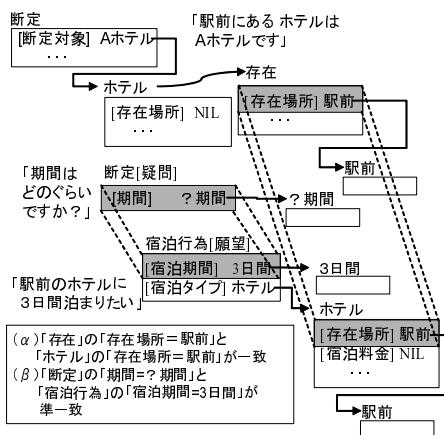 断定
[断定対象] Aホテル
・・・
「駅前にある ホテルは
Aホテルです」
ホテル
[存在場所] NIL
・・・
存在
[存在場所] 駅前
・・・
駅前
「期間は
どのぐらい
ですか？」
断定[疑問]
[期間] ？期間
？期間
宿泊行為[願望]
[宿泊期間] 3日間
[宿泊タイプ] ホテル
3日間
「駅前のホテルに
3日間泊まりたい」
ホテル
[存在場所] 駅前
[宿泊料金] NIL
・・・
駅前
(α)「存在」の「存在場所＝駅前」と
「ホテル」の「存在場所＝駅前」が一致
(β)「断定」の「期間=？期間」と
「宿泊行為」の「宿泊期間=3日間」が
準一致